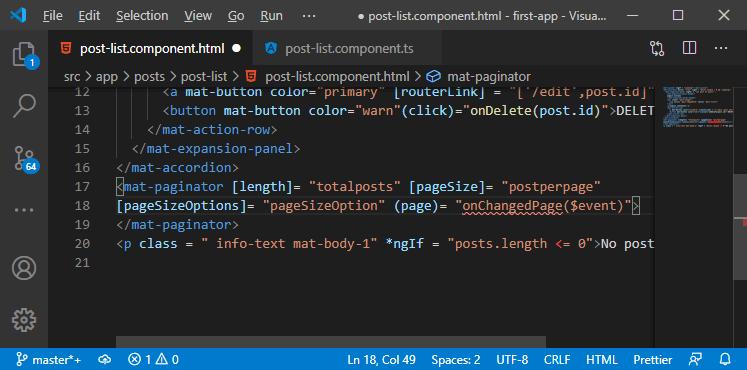 File Edit Selection View Go Run ... ● post-list.component.html - first-app - Visua...
post-list.component.html ● post-list.component.ts
src > app > posts > post-list > post-list.component.html > mat-paginator
12 <a mat-button color="primary" [routerLink] = "['/edit',post.id]"
13 <button mat-button color="warn"(click)="onDelete(post.id)">DELET
14 </mat-action-row>
15 </mat-expansion-panel>
16 </mat-accordion>
17 <mat-paginator [length]= "totalposts" [pageSize]= "postperpage"
18 [pageSizeOptions]= "pageSizeOption" (page)= "onChangedPage($event)">
19 </mat-paginator>
20 <p class = " info-text mat-body-1" *ngIf = "posts.length <= 0">No post
21
1
64
master*+ 1 0 Ln 18, Col 49 Spaces: 2 UTF-8 CRLF HTML Prettier